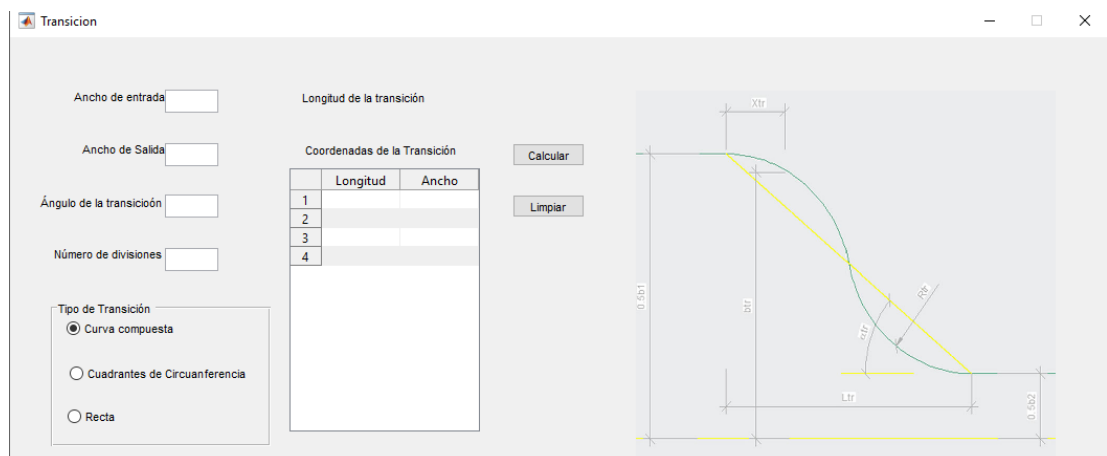 Transicion
Ancho de entrada
Ancho de Salida
Ángulo de la transicioón
Número de divisiones
Tipo de Transición
Curva compuesta
Cuadrantes de Circuanferencia
Recta
Longitud de la transición
Coordenadas de la Transición
Longitud Ancho
1
2
3
4
Calcular
Limpiar
Xtr
0.5b1
btr
αtr
Rtr
Ltr
0.5b2